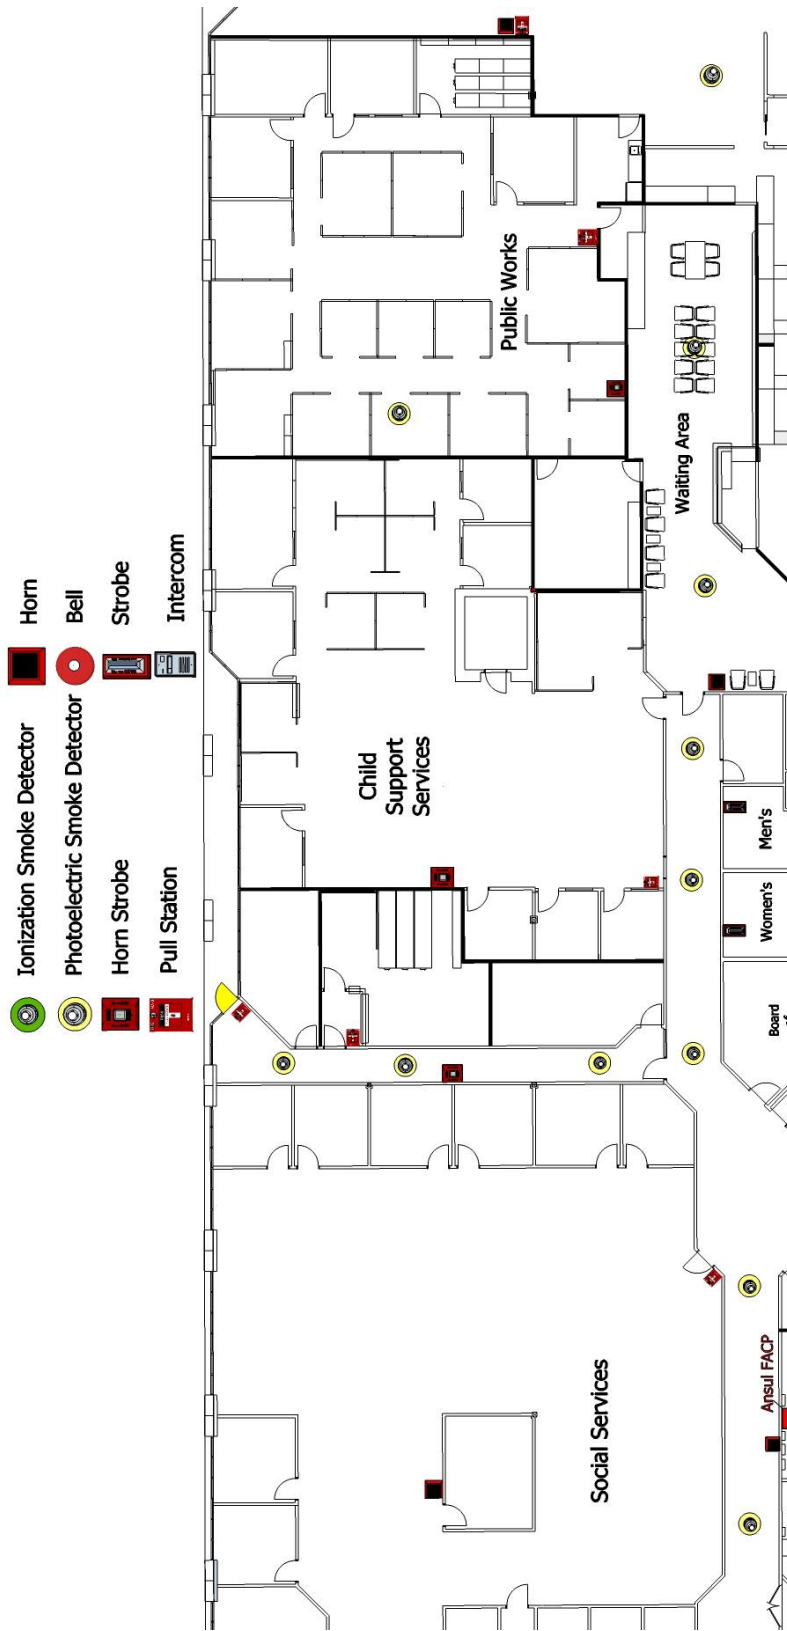 Ionization Smoke Detector
Photoelectric Smoke Detector
Horn Strobe
Pull Station
Horn
Bell
Strobe
Intercom
Public Works
Waiting Area
Child
Support
Services
Men's
Women's
Board
Social Services
Ansul FACP